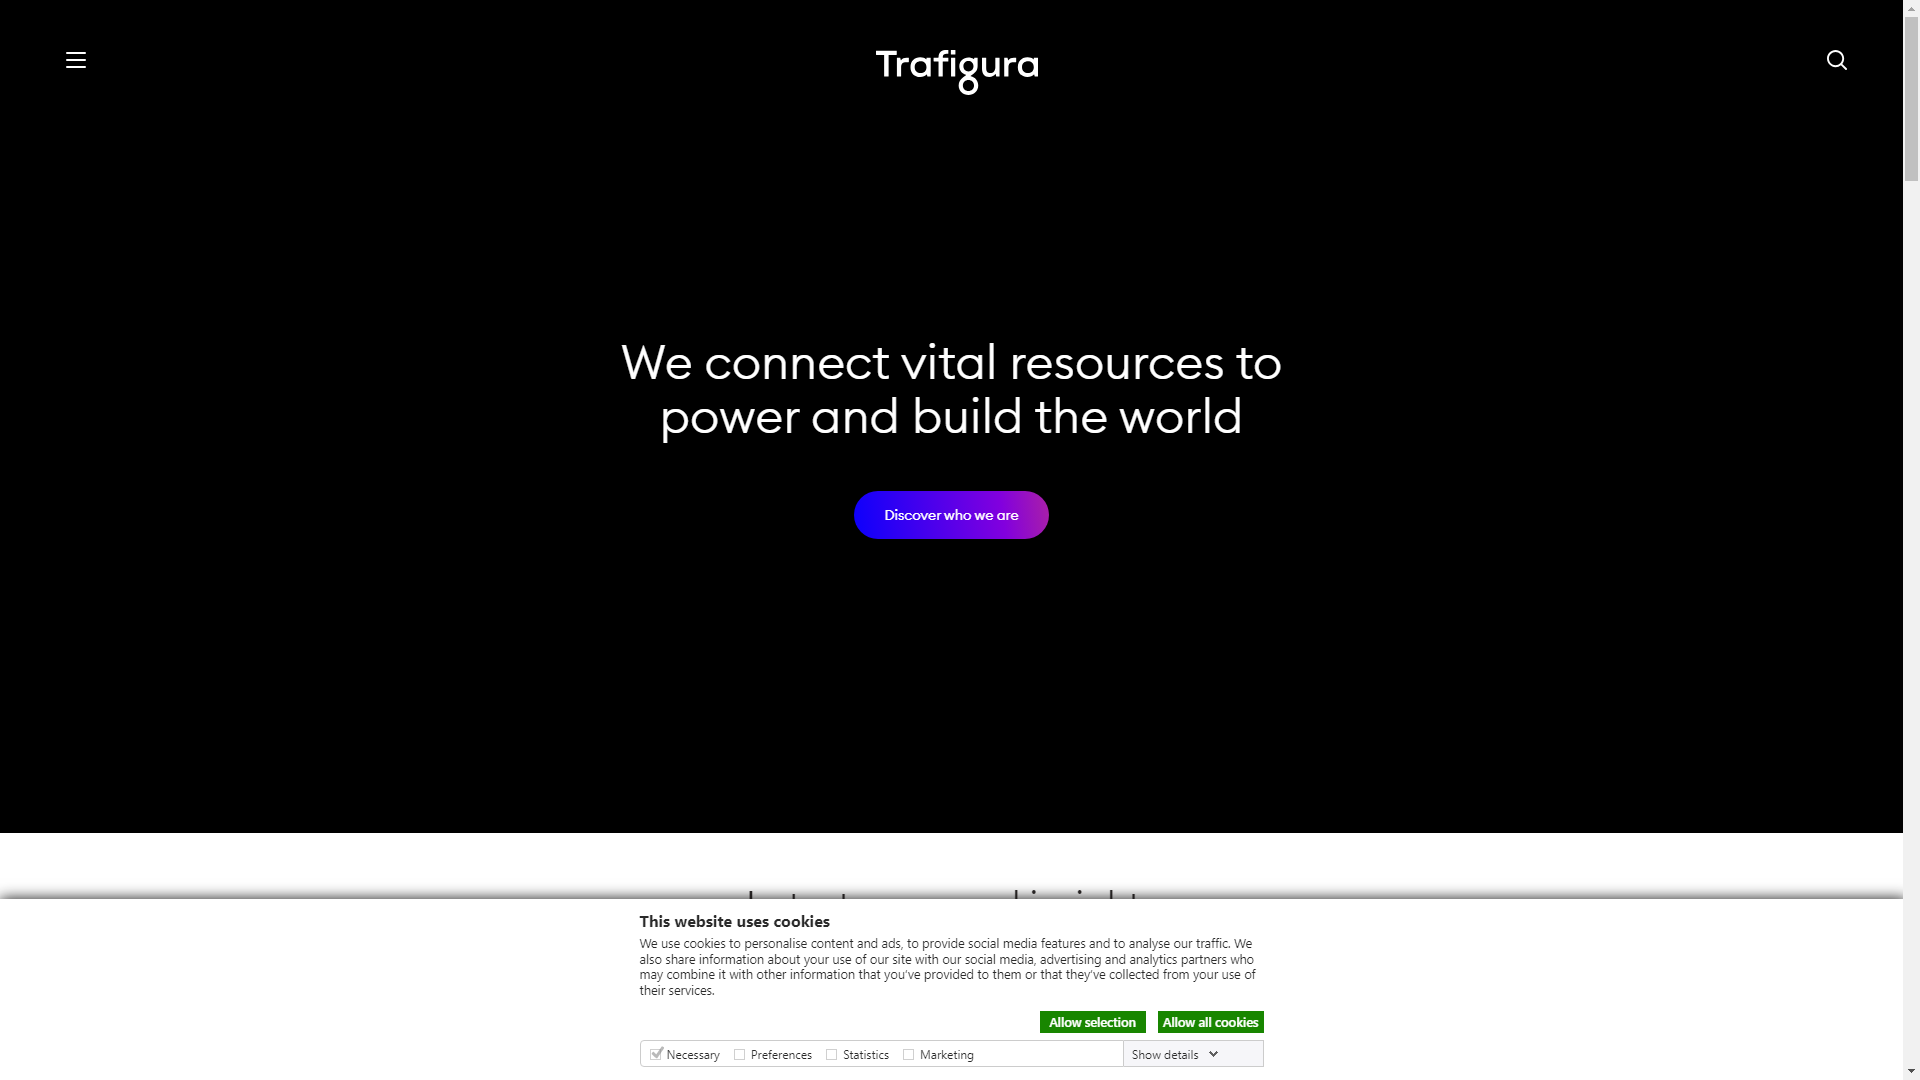 Trafigura
We connect vital resources to
power and build the world
Discover who we are
This website uses cookies
We use cookies to personalise content and ads, to provide social media features and to analyse our traffic. We
also share information about your use of our site with our social media, advertising and analytics partners who
may combine it with other information that you've provided to them or that they've collected from your use of
their services.
Allow selection
Allow all cookies
Necessary
Preferences
Statistics
Marketing
Show details